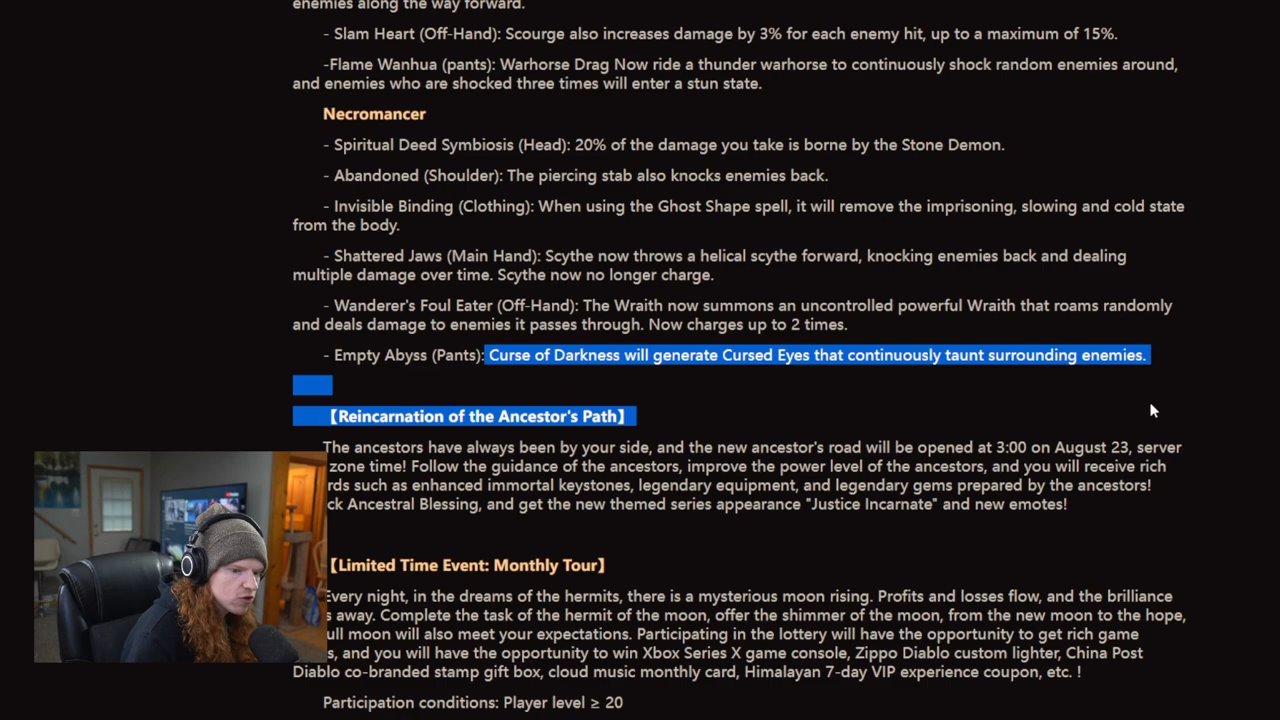 enemies along the way forward.
- Slam Heart (Off-Hand): Scourge also increases damage by 3% for each enemy hit, up to a maximum of 15%.
-Flame Wanhua (pants): Warhorse Drag Now ride a thunder warhorse to continuously shock random enemies around,
and enemies who are shocked three times will enter a stun state.
Necromancer
- Spiritual Deed Symbiosis (Head): 20% of the damage you take is borne by the Stone Demon.
- Abandoned (Shoulder): The piercing stab also knocks enemies back.
- Invisible Binding (Clothing): When using the Ghost Shape spell, it will remove the imprisoning, slowing and cold state
from the body.
- Shattered Jaws (Main Hand): Scythe now throws a helical scythe forward, knocking enemies back and dealing
multiple damage over time. Scythe now no longer charge.
- Wanderer's Foul Eater (Off-Hand): The Wraith now summons an uncontrolled powerful Wraith that roams randomly
and deals damage to enemies it passes through. Now charges up to 2 times.
- Empty Abyss (Pants): Curse of Darkness will generate Cursed Eyes that continuously taunt surrounding enemies.
【Reincarnation of the Ancestor's Path】
The ancestors have always been by your side, and the new ancestor's road will be opened at 3:00 on August 23, server
zone time! Follow the guidance of the ancestors, improve the power level of the ancestors, and you will receive rich
rds such as enhanced immortal keystones, legendary equipment, and legendary gems prepared by the ancestors!
ck Ancestral Blessing, and get the new themed series appearance "Justice Incarnate" and new emotes!
【Limited Time Event: Monthly Tour】
Every night, in the dreams of the hermits, there is a mysterious moon rising. Profits and losses flow, and the brilliance
s away. Complete the task of the hermit of the moon, offer the shimmer of the moon, from the new moon to the hope,
ull moon will also meet your expectations. Participating in the lottery will have the opportunity to get rich game
s, and you will have the opportunity to win Xbox Series X game console, Zippo Diablo custom lighter, China Post
Diablo co-branded stamp gift box, cloud music monthly card, Himalayan 7-day VIP experience coupon, etc. !
Participation conditions: Player level ≥ 20